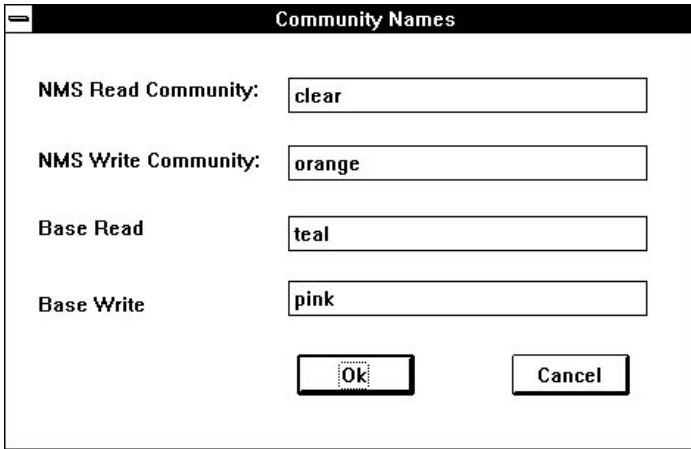 Community Names
NMS Read Community: clear
NMS Write Community: orange
Base Read teal
Base Write pink
Ok Cancel